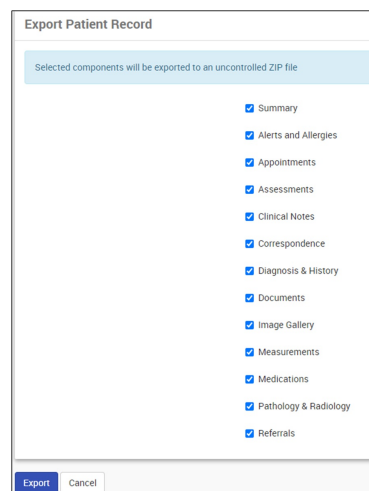 Export Patient Record
Selected components will be exported to an uncontrolled ZIP file
Summary
Alerts and Allergies
Appointments
Assessments
Clinical Notes
Correspondence
Diagnosis & History
Documents
Image Gallery
Measurements
Medications
Pathology & Radiology
Referrals
Export Cancel